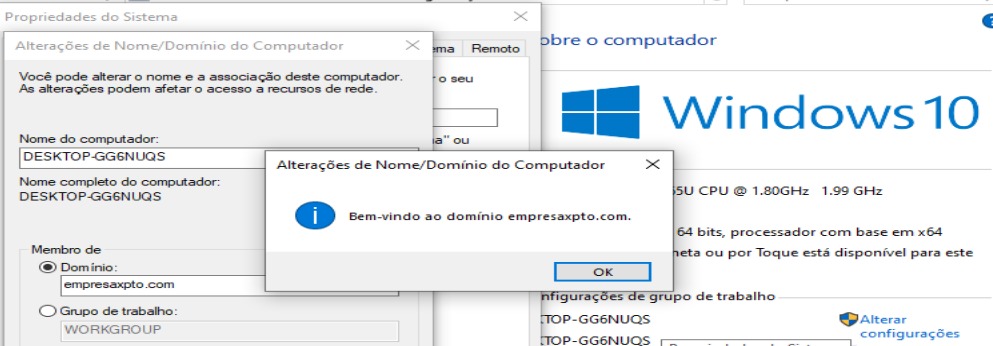 Propriedades do Sistema
Alterações de Nome/Domínio do Computador
Remoto
Você pode alterar o nome e a associação deste computador.
As alterações podem afetar o acesso a recursos de rede.
o seu
ou
Nome do computador:
DESKTOP-GG6NUQS
Nome completo do computador:
DESKTOP-GG6NUQS
Membro de
Domínio:
empresaxpto.com
Grupo de trabalho:
WORKGROUP
Alterações de Nome/Domínio do Computador
Bem-vindo ao domínio empresaxpto.com.
OK
obre o computador
Windows 10
65U CPU @ 1.80GHz 1.99 GHz
64 bits, processador com base em x64
neta ou por Toque está disponível para este
nfigurações de grupo de trabalho
KTOP-GG6NUQS
KTOP-GG6NUQS
Alterar
configurações